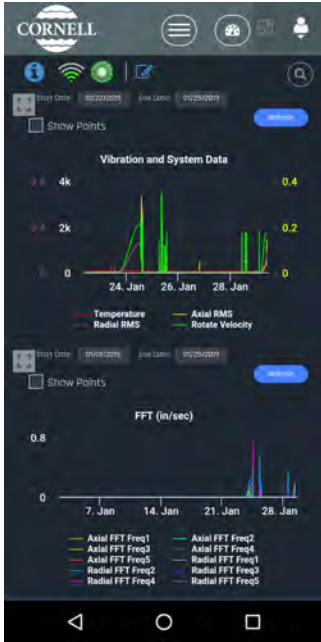 CORNELL
Start Date: 01/22/2019 End Date: 01/29/2019
Refresh
Show Points
Vibration and System Data
4k 0.4
2k 0.2
0 0
24. Jan 26. Jan 28. Jan
Temperature Axial RMS
Radial RMS Rotate Velocity
Start Date: 01/01/2019 End Date: 01/29/2019
Refresh
Show Points
FFT (in/sec)
0.8
0
7. Jan 14. Jan 21. Jan 28. Jan
Axial FFT Freq1 Axial FFT Freq2
Axial FFT Freq3 Axial FFT Freq4
Axial FFT Freq5 Radial FFT Freq1
Radial FFT Freq2 Radial FFT Freq3
Radial FFT Freq4 Radial FFT Freq5